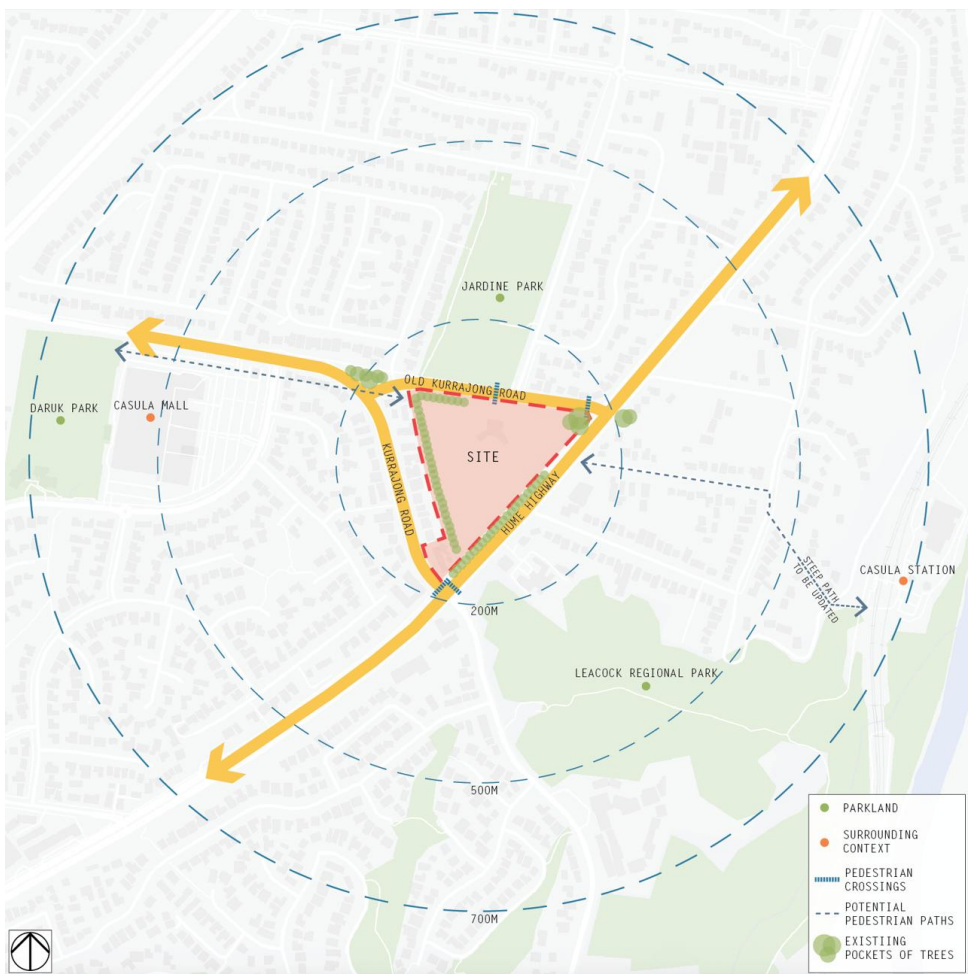 JARDINE PARK
OLD KURRAJONG ROAD
DARUK PARK
CASULA MALL
SITE
KURRAJONG ROAD
HUME HIGHWAY
STEEP PATH
TO BE UPDATED
CASULA STATION
200M
LEACOCK REGIONAL PARK
500M
700M
PARKLAND
SURROUNDING
CONTEXT
PEDESTRIAN
CROSSINGS
POTENTIAL
PEDESTRIAN PATHS
EXISTIING
POCKETS OF TREES